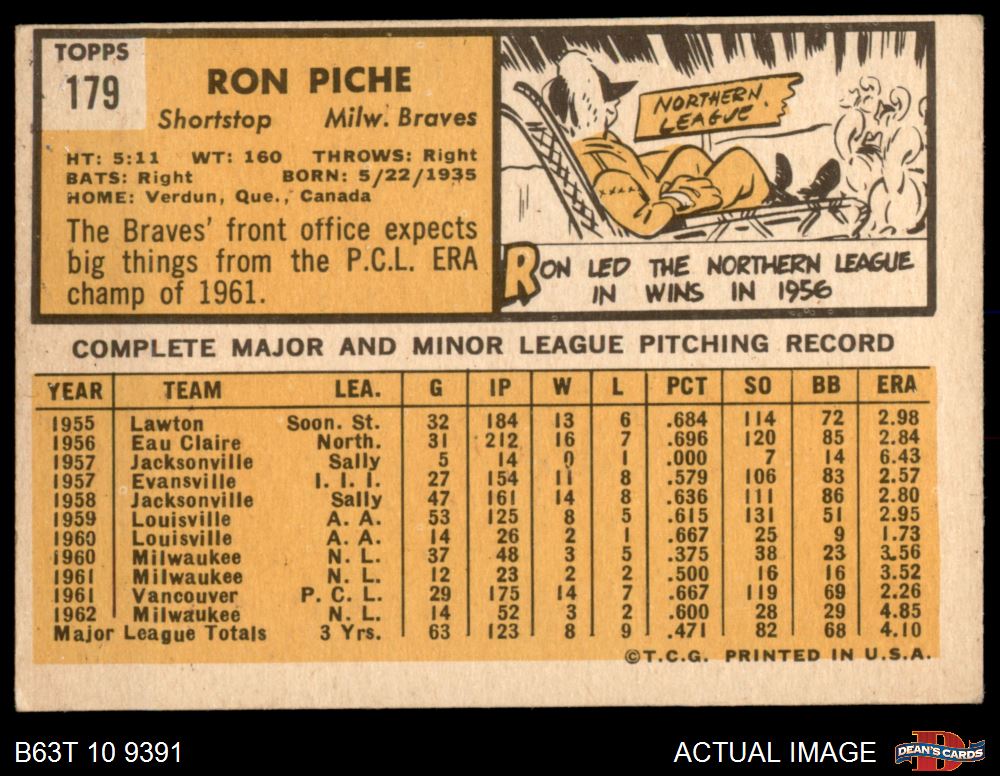 TOPPS
179
RON PICHE
Shortstop Milw. Braves
HT: 5:11 WT: 160 THROWS: Right
BATS: Right BORN: 5/22/1935
HOME: Verdun, Que., Canada
The Braves' front office expects
big things from the P.C.L. ERA
champ of 1961.
NORTHERN
LEAGUE
RON LED THE NORTHERN LEAGUE
IN WINS IN 1956
COMPLETE MAJOR AND MINOR LEAGUE PITCHING RECORD
YEAR TEAM LEA. G IP W L PCT SO BB ERA
1955 Lawton Soon. St. 32 184 13 6 .684 114 72 2.98
1956 Eau Claire North. 31 212 16 7 .696 120 85 2.84
1957 Jacksonville Sally 5 14 0 1 .000 7 14 6.43
1957 Evansville I. I. I. 27 154 11 8 .579 106 83 2.57
1958 Jacksonville Sally 47 161 14 8 .636 111 86 2.80
1959 Louisville A. A. 53 125 8 5 .615 131 51 2.95
1960 Louisville A. A. 14 26 2 1 .667 25 9 1.73
1960 Milwaukee N. L. 37 48 3 5 .375 38 23 3.56
1961 Milwaukee N. L. 12 23 2 2 .500 16 16 3.52
1961 Vancouver P. C. L. 29 175 14 7 .667 119 69 2.26
1962 Milwaukee N. L. 14 52 3 2 .600 28 29 4.85
Major League Totals 3 Yrs. 63 123 8 9 .471 82 68 4.10
©T.C.G. PRINTED IN U.S.A.
B63T 10 9391 ACTUAL IMAGE DEAN'S CARDS